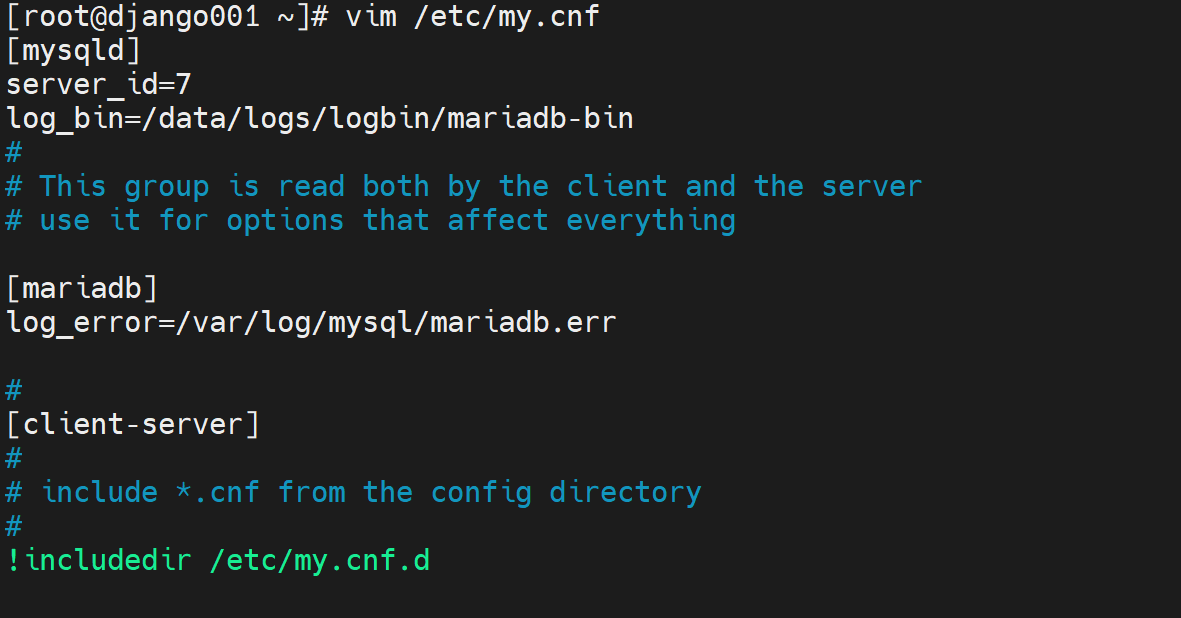 [root@django001 ~]# vim /etc/my.cnf
[mysqld]
server_id=7
log_bin=/data/logs/logbin/mariadb-bin
#
# This group is read both by the client and the server
# use it for options that affect everything
[mariadb]
log_error=/var/log/mysql/mariadb.err
#
[client-server]
#
# include *.cnf from the config directory
#
!includedir /etc/my.cnf.d